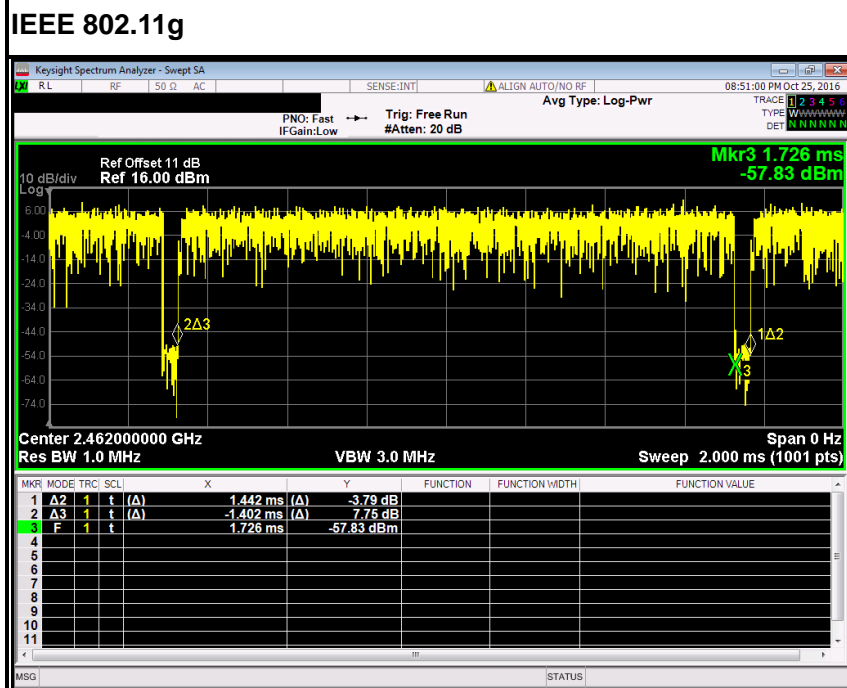 IEEE 802.11g
Keysight Spectrum Analyzer - Swept SA
LXI RL RF 50 Ω AC SENSE:INT ALIGN AUTO/NO RF 08:51:00 PM Oct 25, 2016
PNO: Fast Trig: Free Run Avg Type: Log-Pwr TRACE 1 2 3 4 5 6
IFGain:Low #Atten: 20 dB TYPE WWWWWW
DET N N N N N N
Ref Offset 11 dB Mkr3 1.726 ms
10 dB/div Ref 16.00 dBm -57.83 dBm
Log
6.00
-4.00
-14.0
-24.0
-34.0
-44.0
-54.0
-64.0
-74.0
2Δ3
1Δ2
3
Center 2.462000000 GHz Span 0 Hz
Res BW 1.0 MHz VBW 3.0 MHz Sweep 2.000 ms (1001 pts)
MKR MODE TRC SCL X Y FUNCTION FUNCTION WIDTH FUNCTION VALUE
1 Δ2 1 t (Δ) 1.442 ms (Δ) -3.79 dB
2 Δ3 1 t (Δ) -1.402 ms (Δ) 7.75 dB
3 F 1 t 1.726 ms -57.83 dBm
4
5
6
7
8
9
10
11
MSG STATUS